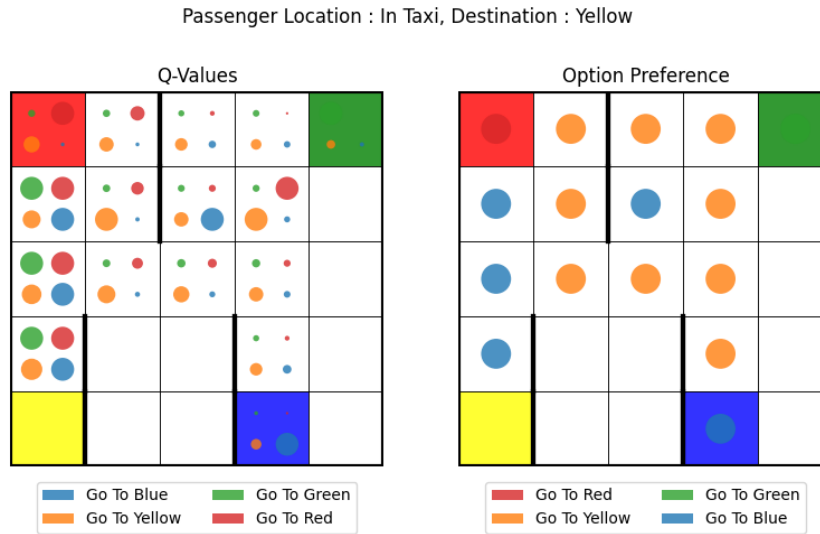 Passenger Location : In Taxi, Destination : Yellow
Q-Values
Option Preference
Go To Blue
Go To Green
Go To Yellow
Go To Red
Go To Red
Go To Green
Go To Yellow
Go To Blue